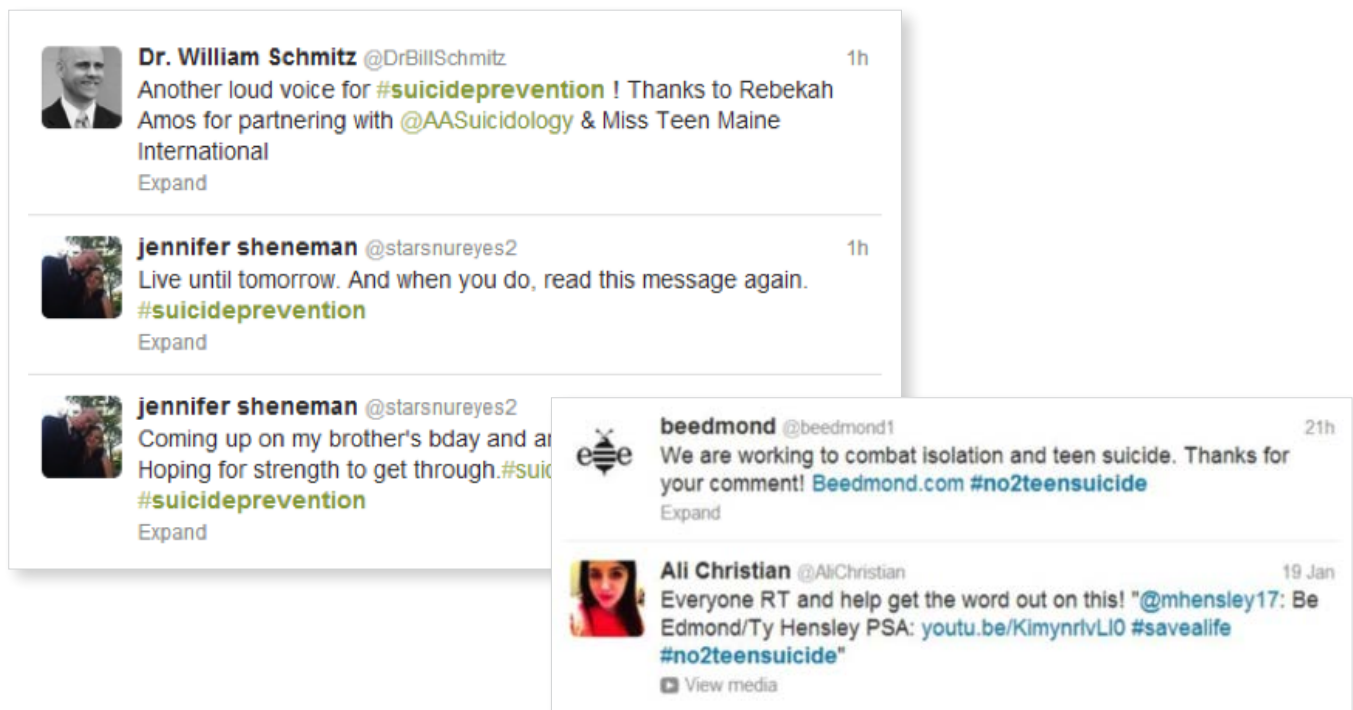 Dr. William Schmitz @DrBillSchmitz 1h
Another loud voice for #suicideprevention ! Thanks to Rebekah
Amos for partnering with @AASuicidology & Miss Teen Maine
International
Expand
jennifer sheneman @starsnureyes2 1h
Live until tomorrow. And when you do, read this message again.
#suicideprevention
Expand
jennifer sheneman @starsnureyes2
Coming up on my brother's bday and
Hoping for strength to get through.
#suicideprevention
Expand
beedmond @beedmond1 21h
We are working to combat isolation and teen suicide. Thanks for
your comment! Beedmond.com #no2teensuicide
Expand
Ali Christian @AliChristian 19 Jan
Everyone RT and help get the word out on this! "@mhensley17: Be
Edmond/Ty Hensley PSA: #savealife
#no2teensuicide"
View media